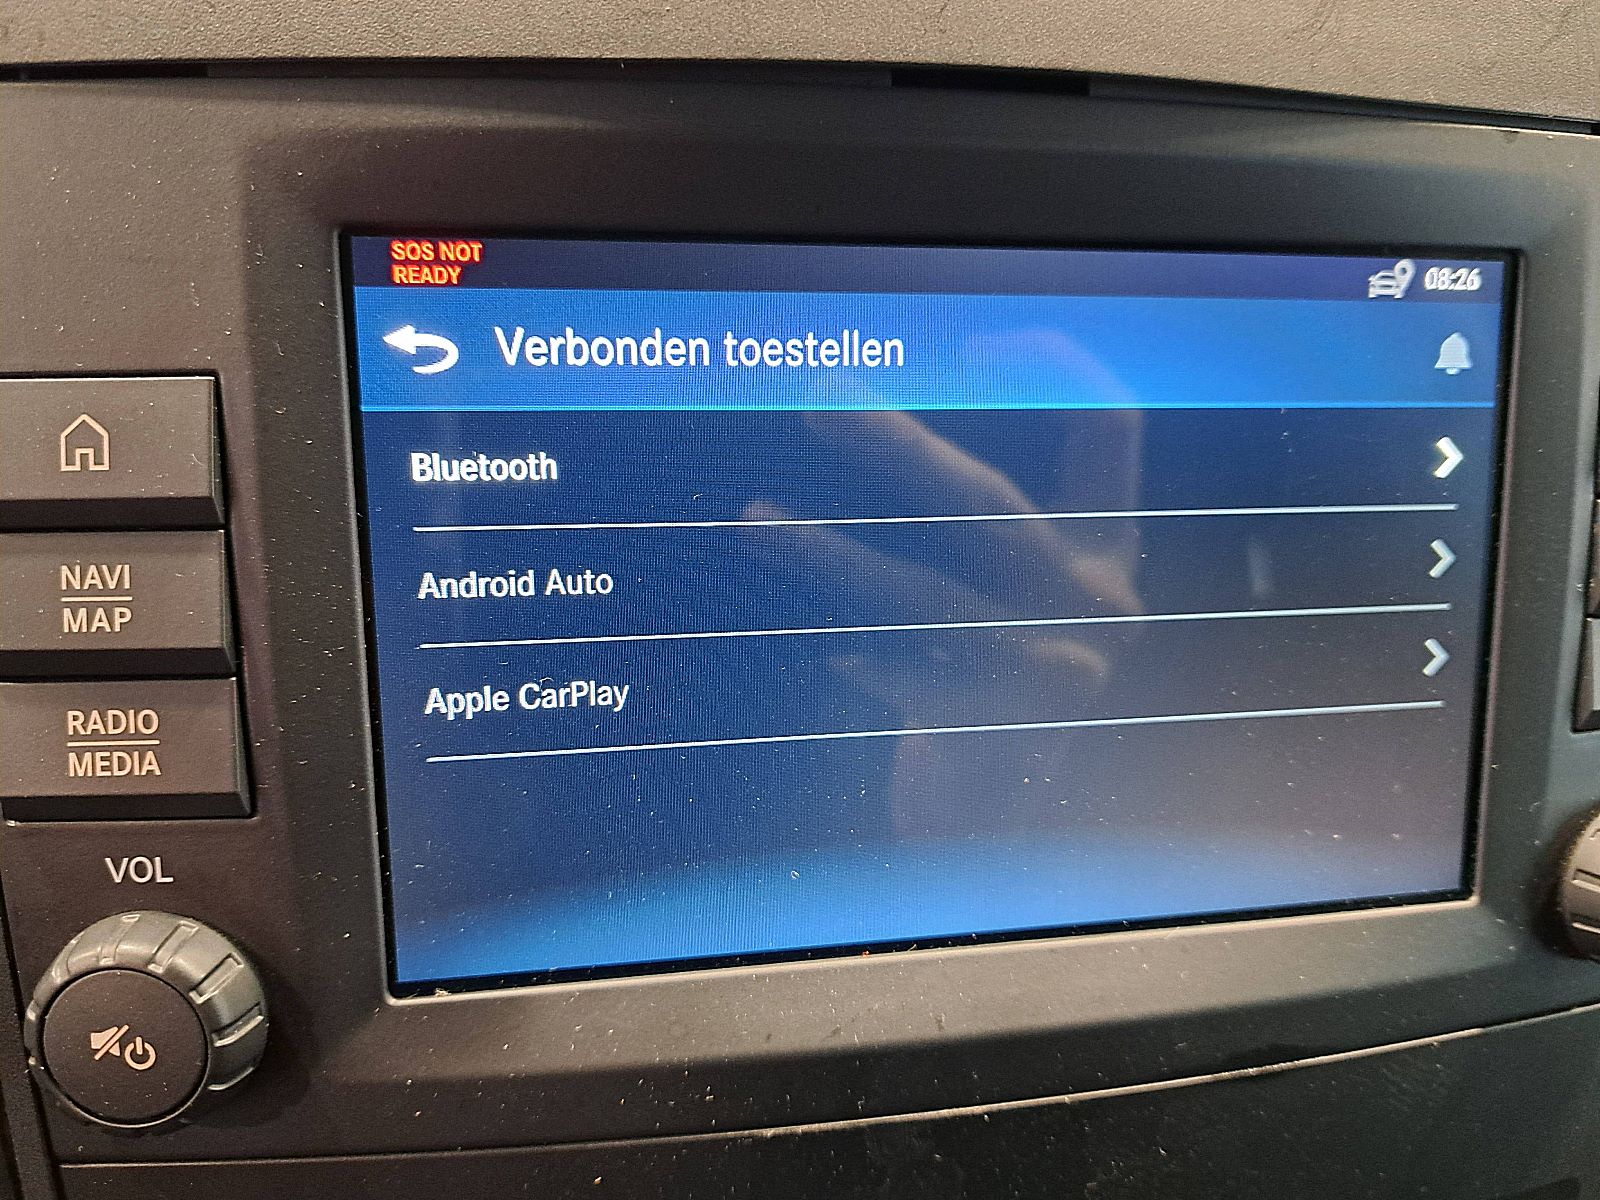 SOS NOT
READY
08:26
Verbonden toestellen
Bluetooth
Android Auto
Apple CarPlay
NAVI
MAP
RADIO
MEDIA
VOL